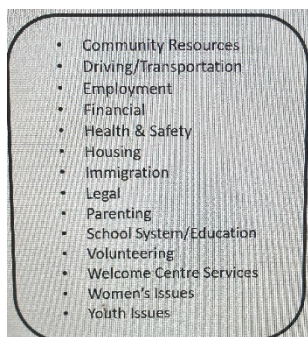 • Community Resources
• Driving/Transportation
• Employment
• Financial
• Health & Safety
• Housing
• Immigration
• Legal
• Parenting
• School System/Education
• Volunteering
• Welcome Centre Services
• Women's Issues
• Youth Issues